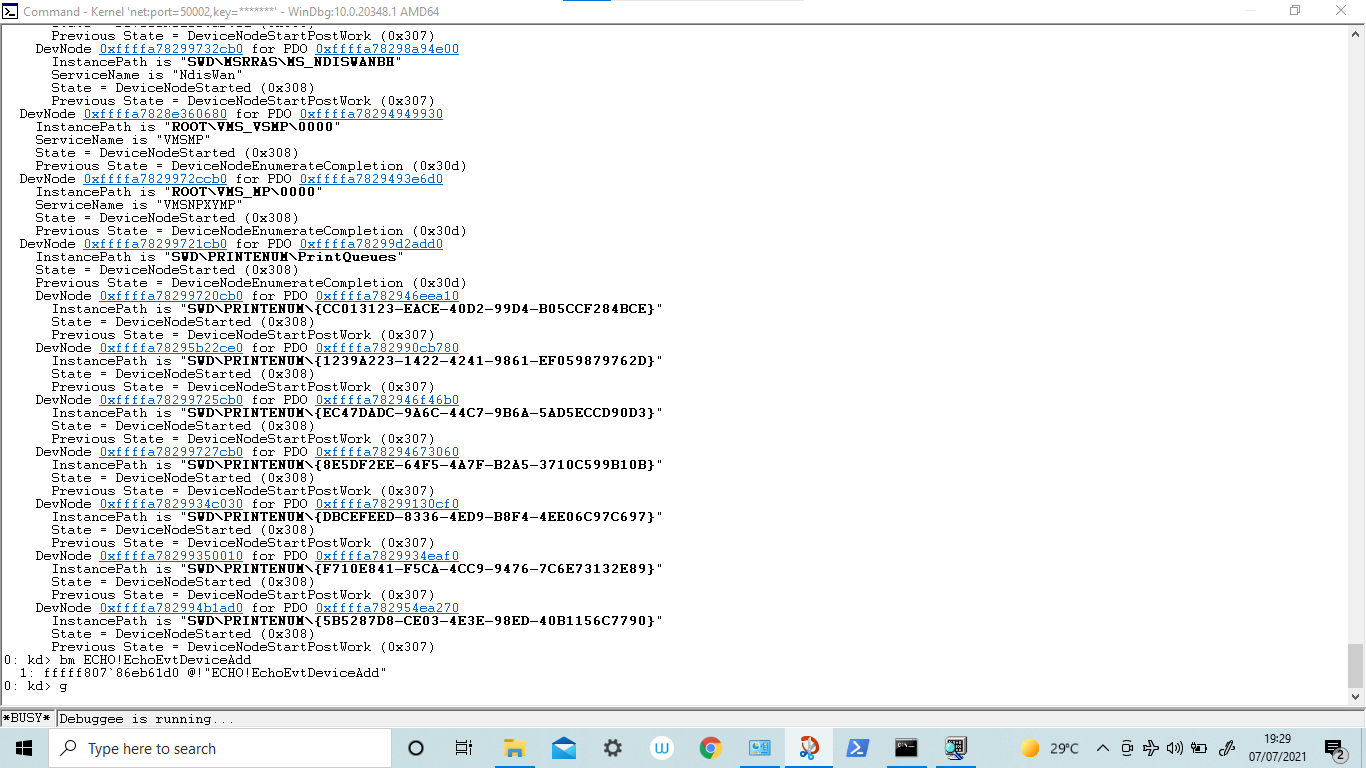 Command - Kernel 'net:port=50002,key=*******' - WinDbg:10.0.20348.1 AMD64
Previous State = DeviceNodeStartPostWork (0x307)
DevNode 0xffffa78299732cb0 for PDO 0xffffa78298a94e00
InstancePath is "SWD\MSRRAS\MS_NDISWANBH"
ServiceName is "NdisWan"
State = DeviceNodeStarted (0x308)
Previous State = DeviceNodeStartPostWork (0x307)
DevNode 0xffffa7828e360680 for PDO 0xffffa78294949930
InstancePath is "ROOT\VMS_VSMP\0000"
ServiceName is "VMSMP"
State = DeviceNodeStarted (0x308)
Previous State = DeviceNodeEnumerateCompletion (0x30d)
DevNode 0xffffa7829972ccb0 for PDO 0xffffa7829493e6d0
InstancePath is "ROOT\VMS_MP\0000"
ServiceName is "VMSNPXYMP"
State = DeviceNodeStarted (0x308)
Previous State = DeviceNodeEnumerateCompletion (0x30d)
DevNode 0xffffa78299721cb0 for PDO 0xffffa78299d2add0
InstancePath is "SWD\PRINTENUM\PrintQueues"
State = DeviceNodeStarted (0x308)
Previous State = DeviceNodeEnumerateCompletion (0x30d)
DevNode 0xffffa78299720cb0 for PDO 0xffffa782946eea10
InstancePath is "SWD\PRINTENUM\{CC013123-EACE-40D2-99D4-B05CCF284BCE}"
State = DeviceNodeStarted (0x308)
Previous State = DeviceNodeStartPostWork (0x307)
DevNode 0xffffa78295b22ce0 for PDO 0xffffa782990cb780
InstancePath is "SWD\PRINTENUM\{1239A223-1422-4241-9861-EF059879762D}"
State = DeviceNodeStarted (0x308)
Previous State = DeviceNodeStartPostWork (0x307)
DevNode 0xffffa78299725cb0 for PDO 0xffffa782946f46b0
InstancePath is "SWD\PRINTENUM\{EC47DADC-9A6C-44C7-9B6A-5AD5ECCD90D3}"
State = DeviceNodeStarted (0x308)
Previous State = DeviceNodeStartPostWork (0x307)
DevNode 0xffffa78299727cb0 for PDO 0xffffa78294673060
InstancePath is "SWD\PRINTENUM\{8E5DF2EE-64F5-4A7F-B2A5-3710C599B10B}"
State = DeviceNodeStarted (0x308)
Previous State = DeviceNodeStartPostWork (0x307)
DevNode 0xffffa7829934c030 for PDO 0xffffa78299130cf0
InstancePath is "SWD\PRINTENUM\{DBCEFEED-8336-4ED9-B8F4-4EE06C97C697}"
State = DeviceNodeStarted (0x308)
Previous State = DeviceNodeStartPostWork (0x307)
DevNode 0xffffa78299350010 for PDO 0xffffa7829934eaf0
InstancePath is "SWD\PRINTENUM\{F710E841-F5CA-4CC9-9476-7C6E73132E89}"
State = DeviceNodeStarted (0x308)
Previous State = DeviceNodeStartPostWork (0x307)
DevNode 0xffffa782994b1ad0 for PDO 0xffffa782954ea270
InstancePath is "SWD\PRINTENUM\{5B5287D8-CE03-4E3E-98ED-40B1156C7790}"
State = DeviceNodeStarted (0x308)
Previous State = DeviceNodeStartPostWork (0x307)
0: kd> bm ECHO!EchoEvtDeviceAdd
1: fffff807`86eb61d0 @!"ECHO!EchoEvtDeviceAdd"
0: kd> g
*BUSY* Debuggee is running...
Type here to search
29°C
19:29
07/07/2021
2